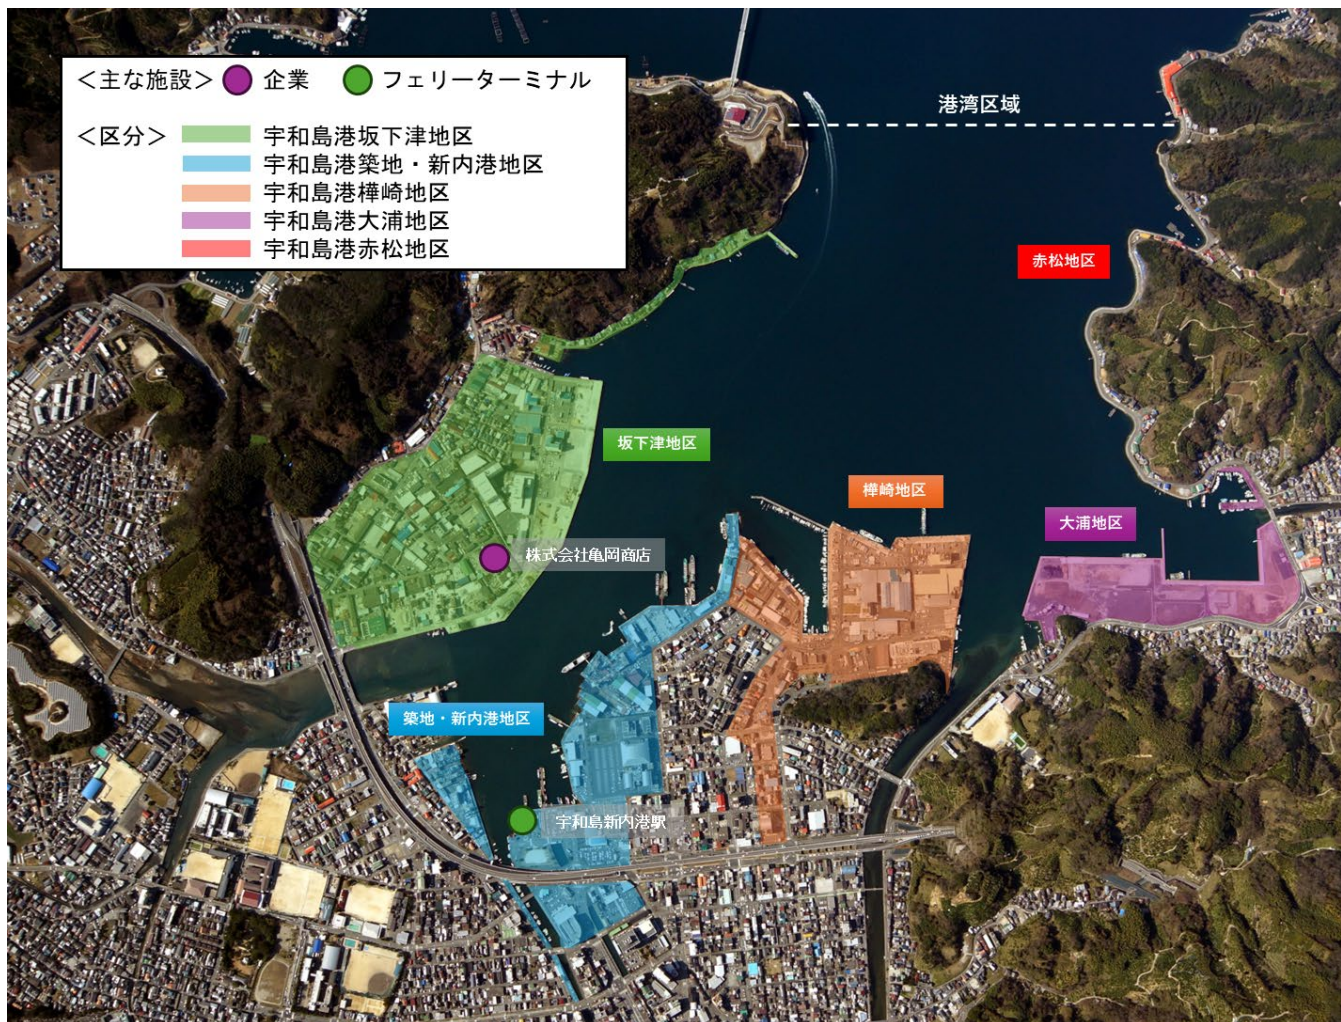 ＜主な施設＞ 企業 フェリーターミナル
＜区分＞ 宇和島港坂下津地区
宇和島港築地・新内港地区
宇和島港樺崎地区
宇和島港大浦地区
宇和島港赤松地区
港湾区域
赤松地区
坂下津地区
樺崎地区
大浦地区
株式会社亀岡商店
築地・新内港地区
宇和島新内港駅